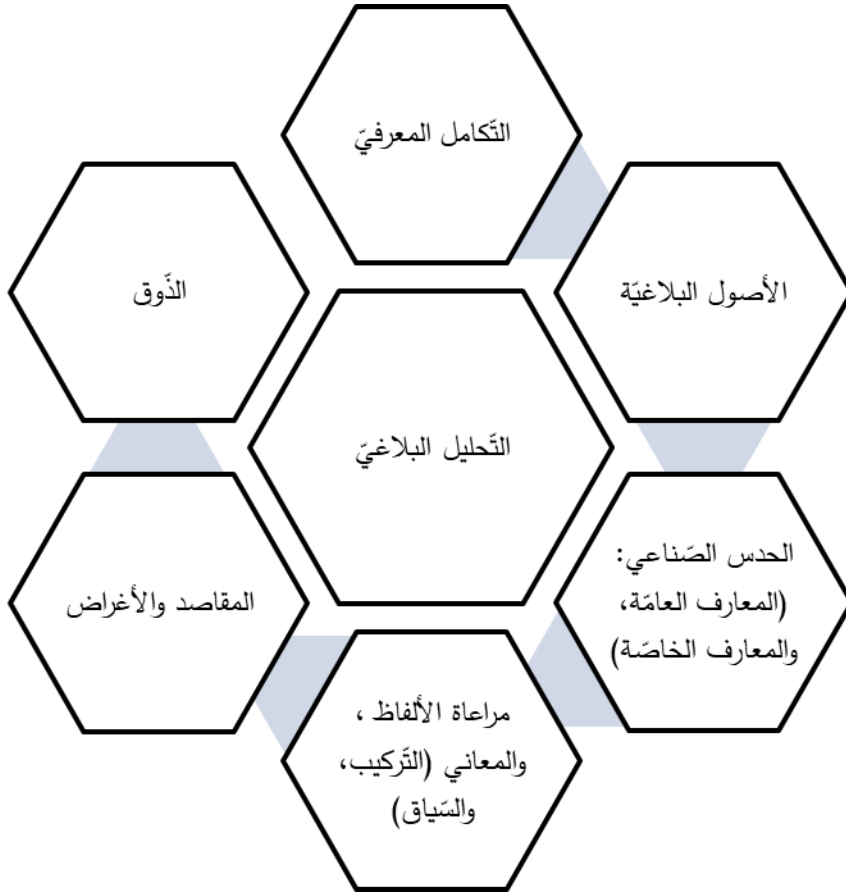 التّكامل المعرفيّ
الأصول البلاغيّة
الذّوق
التّحليل البلاغيّ
الحدس الصّناعي:
(المعارف العامّة،
والمعارف الخاصّة)
المقاصد والأغراض
مراعاة الألفاظ ،
والمعاني (التّركيب،
والسّياق)